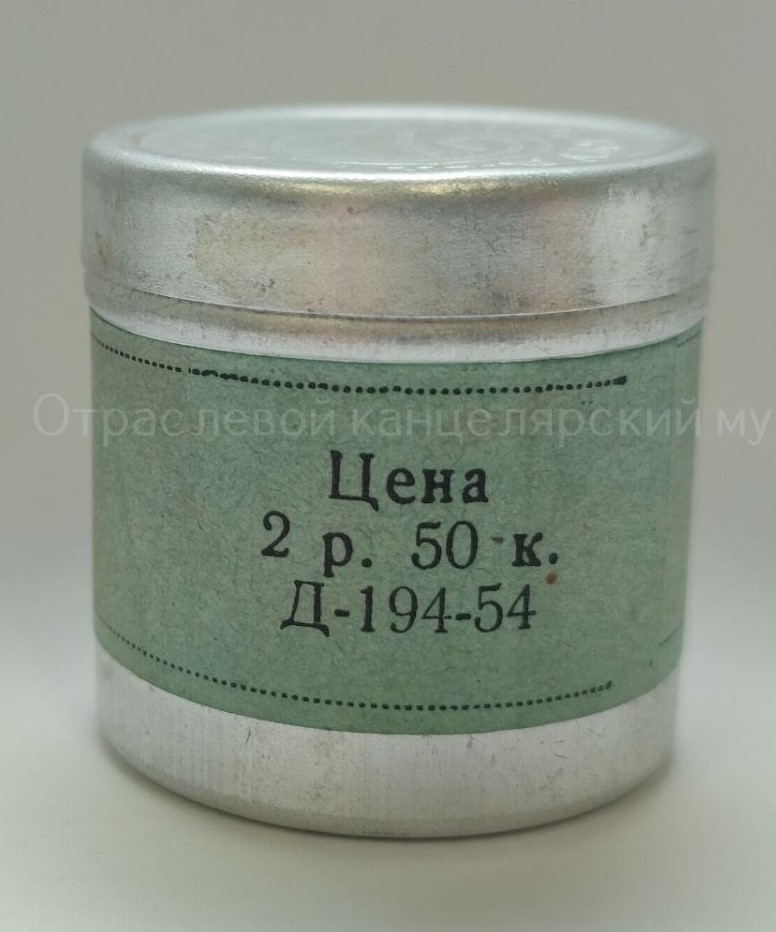 Отраслевой канцелярский му
Цена
2 р. 50 к.
Д-194-54